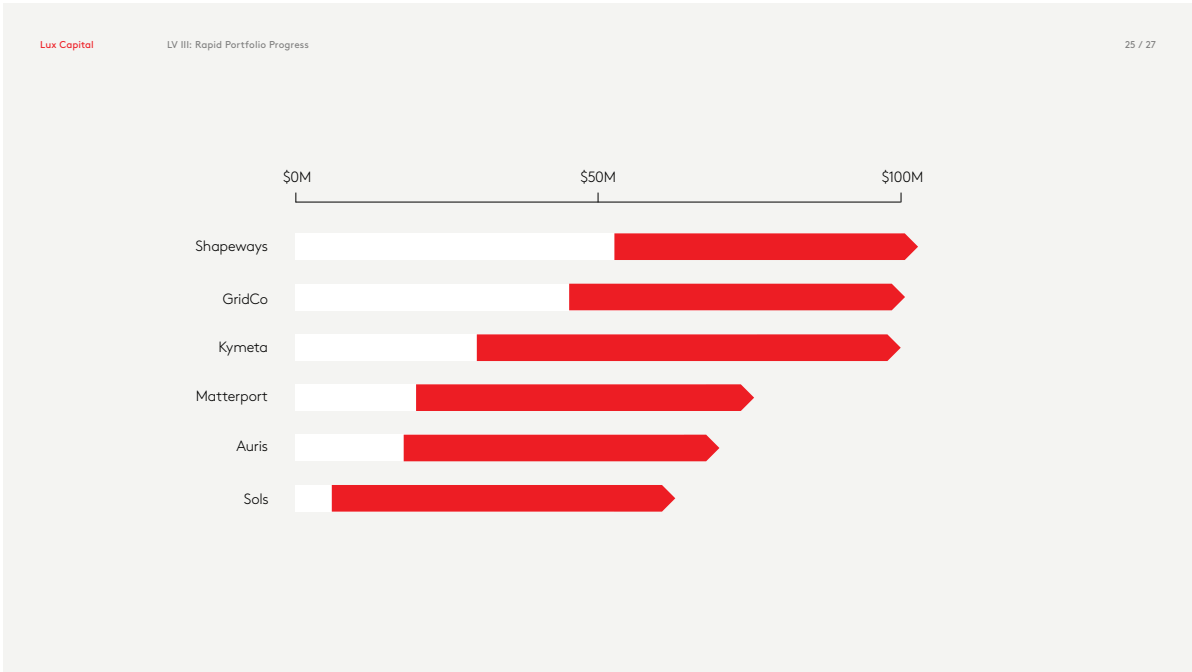 Lux Capital LV III: Rapid Portfolio Progress 25 / 27
$0M $50M $100M
Shapeways
GridCo
Kymeta
Matterport
Auris
Sols